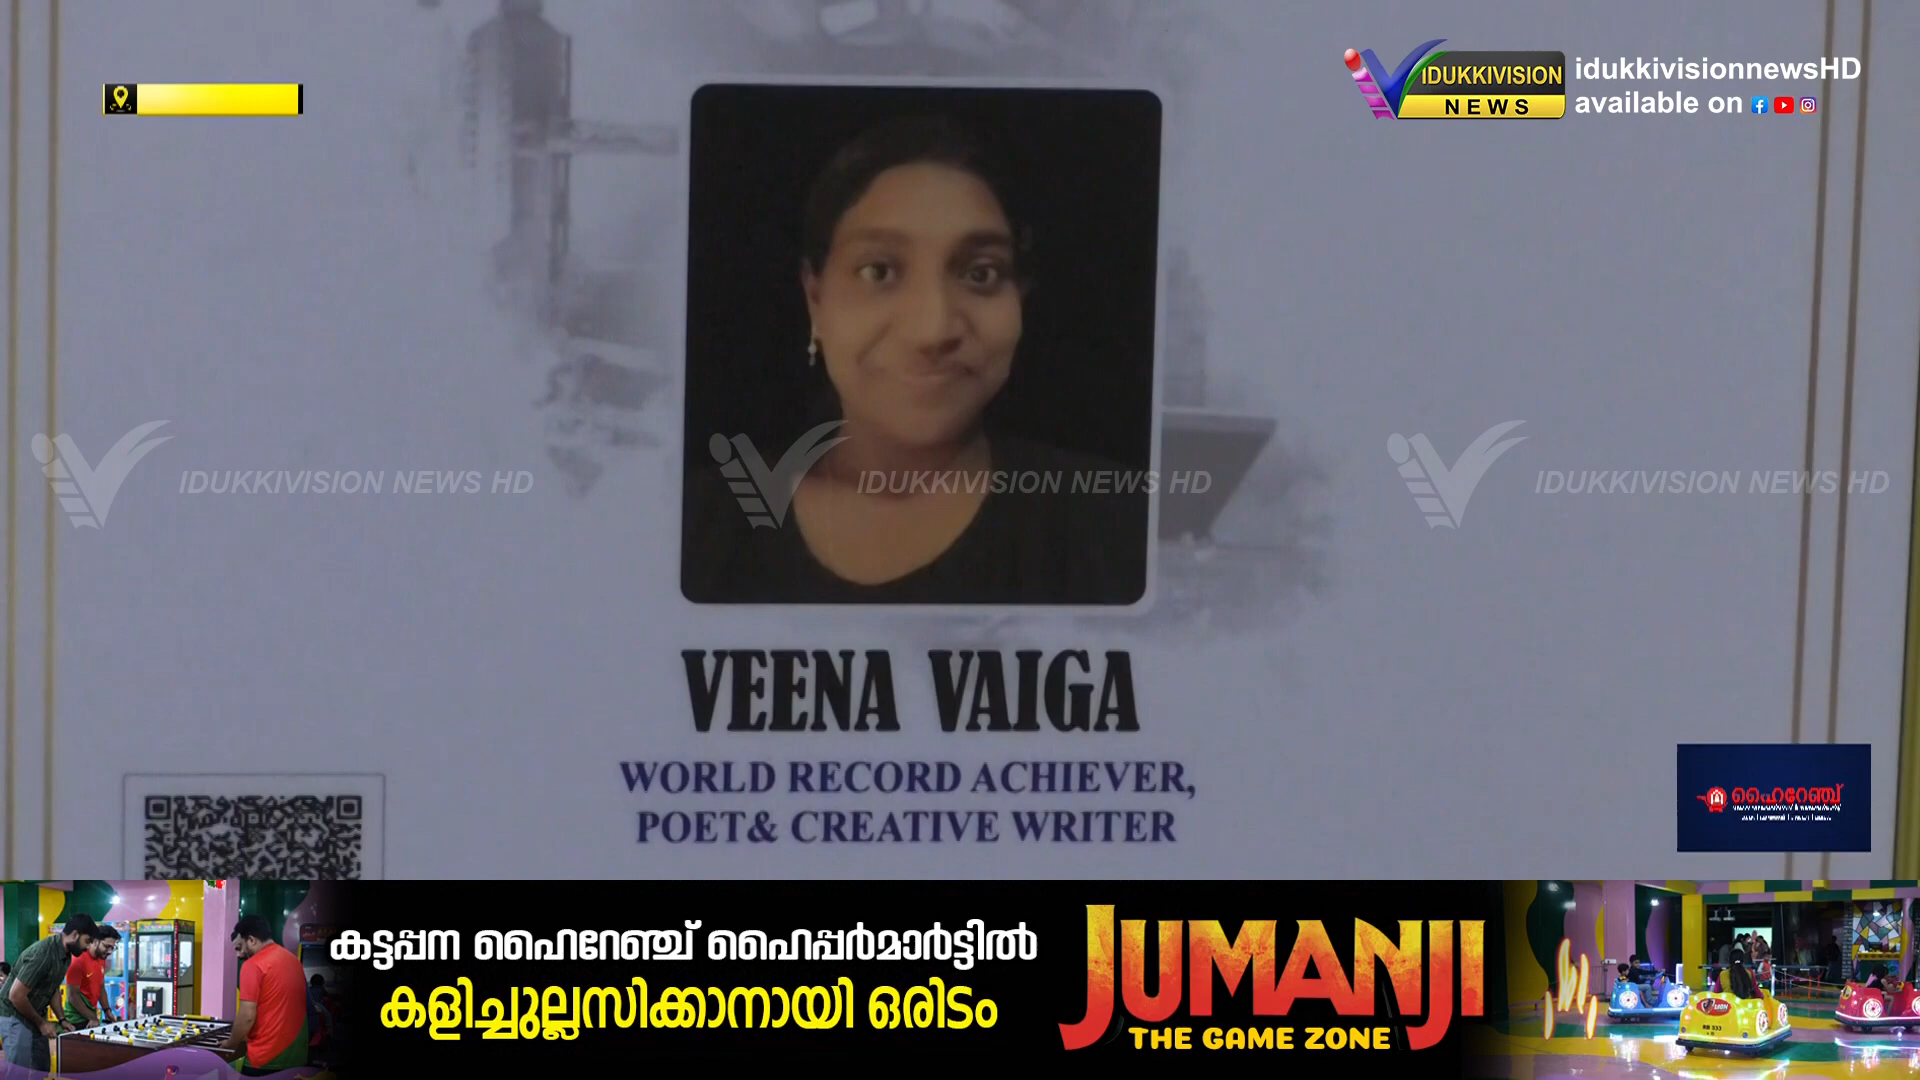 IDUKKIVISION
NEWS
idukkivisionnewsHD
available on
IDUKKIVISION NEWS HD
IDUKKIVISION NEWS HD
IDUKKIVISION NEWS HD
VEENA VAIGA
WORLD RECORD ACHIEVER,
POET& CREATIVE WRITER
ഹൈറേഞ്ച്
കട്ടപ്പന ഹൈറേഞ്ച് ഹൈപ്പർമാർട്ടിൽ
കളിച്ചുല്ലസിക്കാനായി ഒരിടം
JUMANJI
THE GAME ZONE